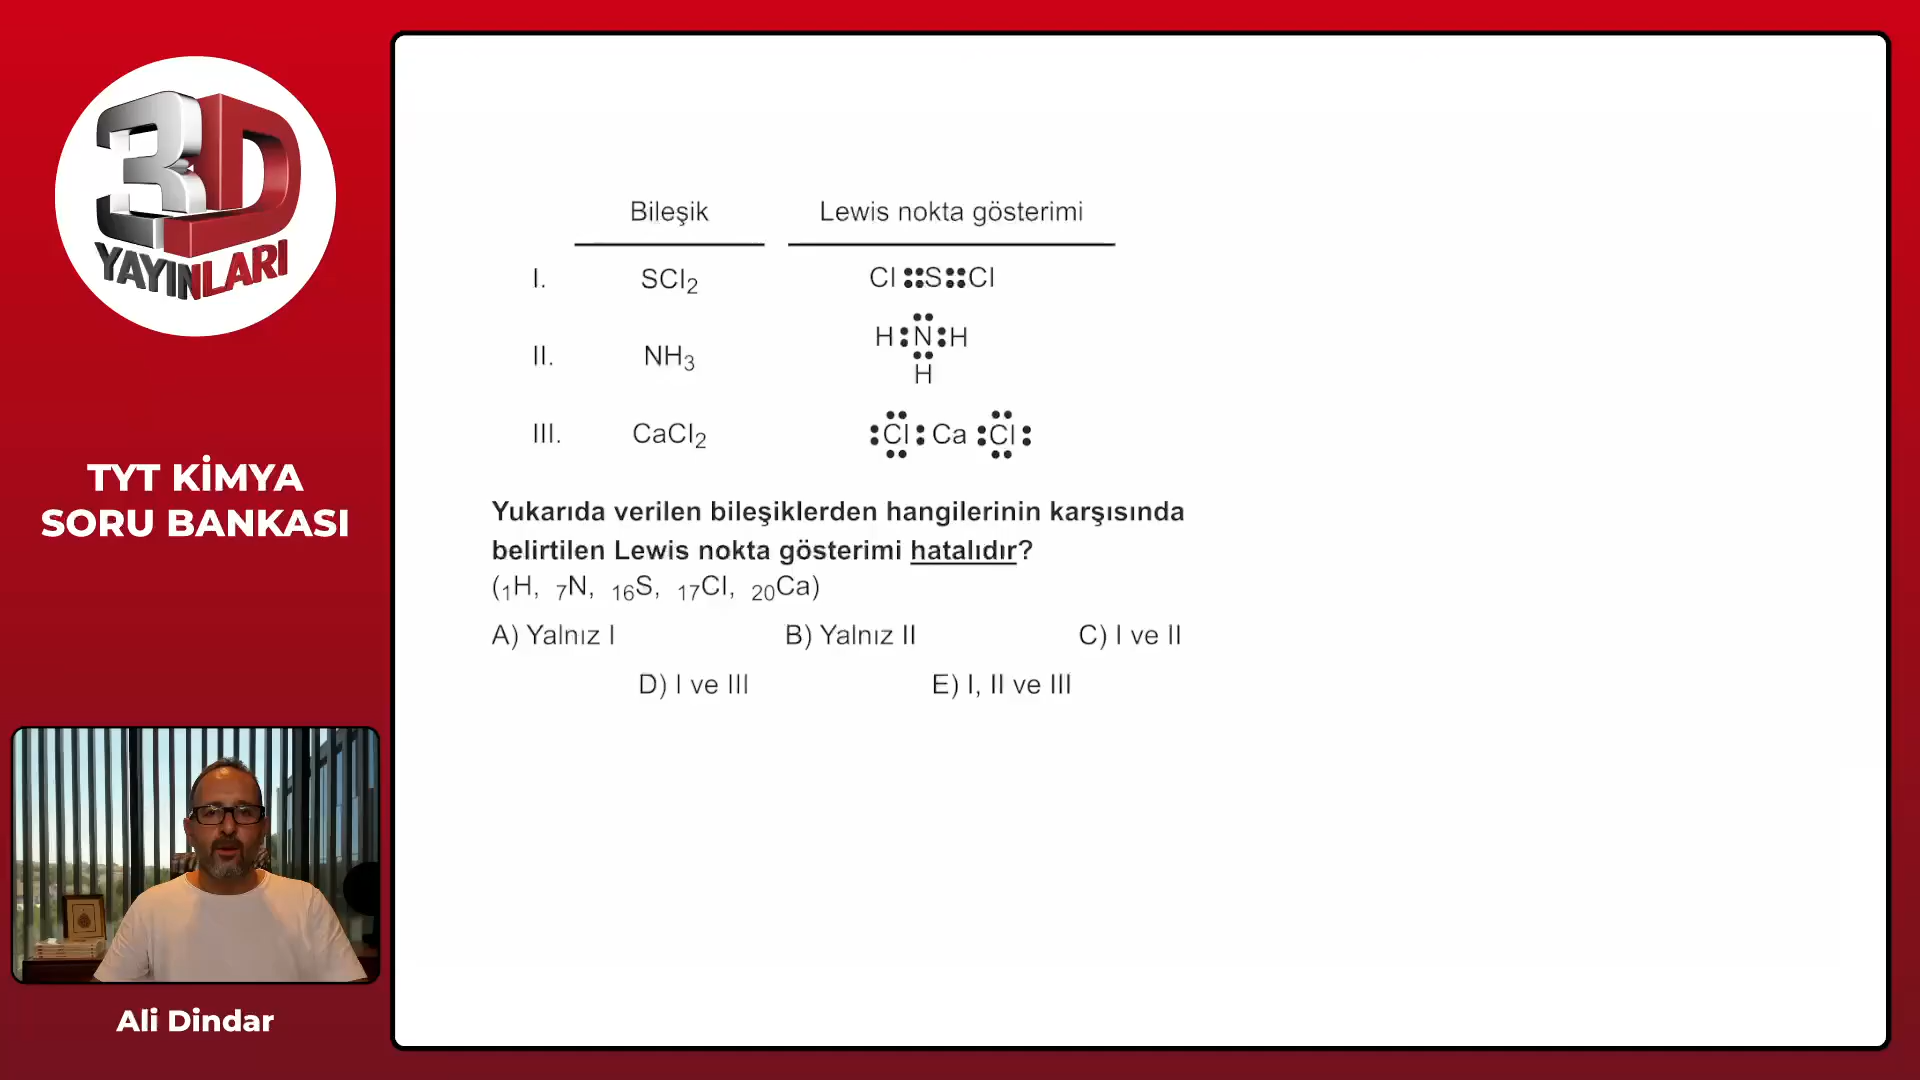 3D
YAYINLARI
TYT KİMYA
SORU BANKASI
Ali Dindar
Bileşik Lewis nokta gösterimi
I. SCl₂ Cl::S::Cl
II. NH₃ H:N:H
H
III. CaCl₂ :Cl: Ca :Cl:
Yukarıda verilen bileşiklerden hangilerinin karşısında
belirtilen Lewis nokta gösterimi hatalıdır?
(₁H, ₇N, ₁₆S, ₁₇Cl, ₂₀Ca)
A) Yalnız I B) Yalnız II C) I ve II
D) I ve III E) I, II ve III